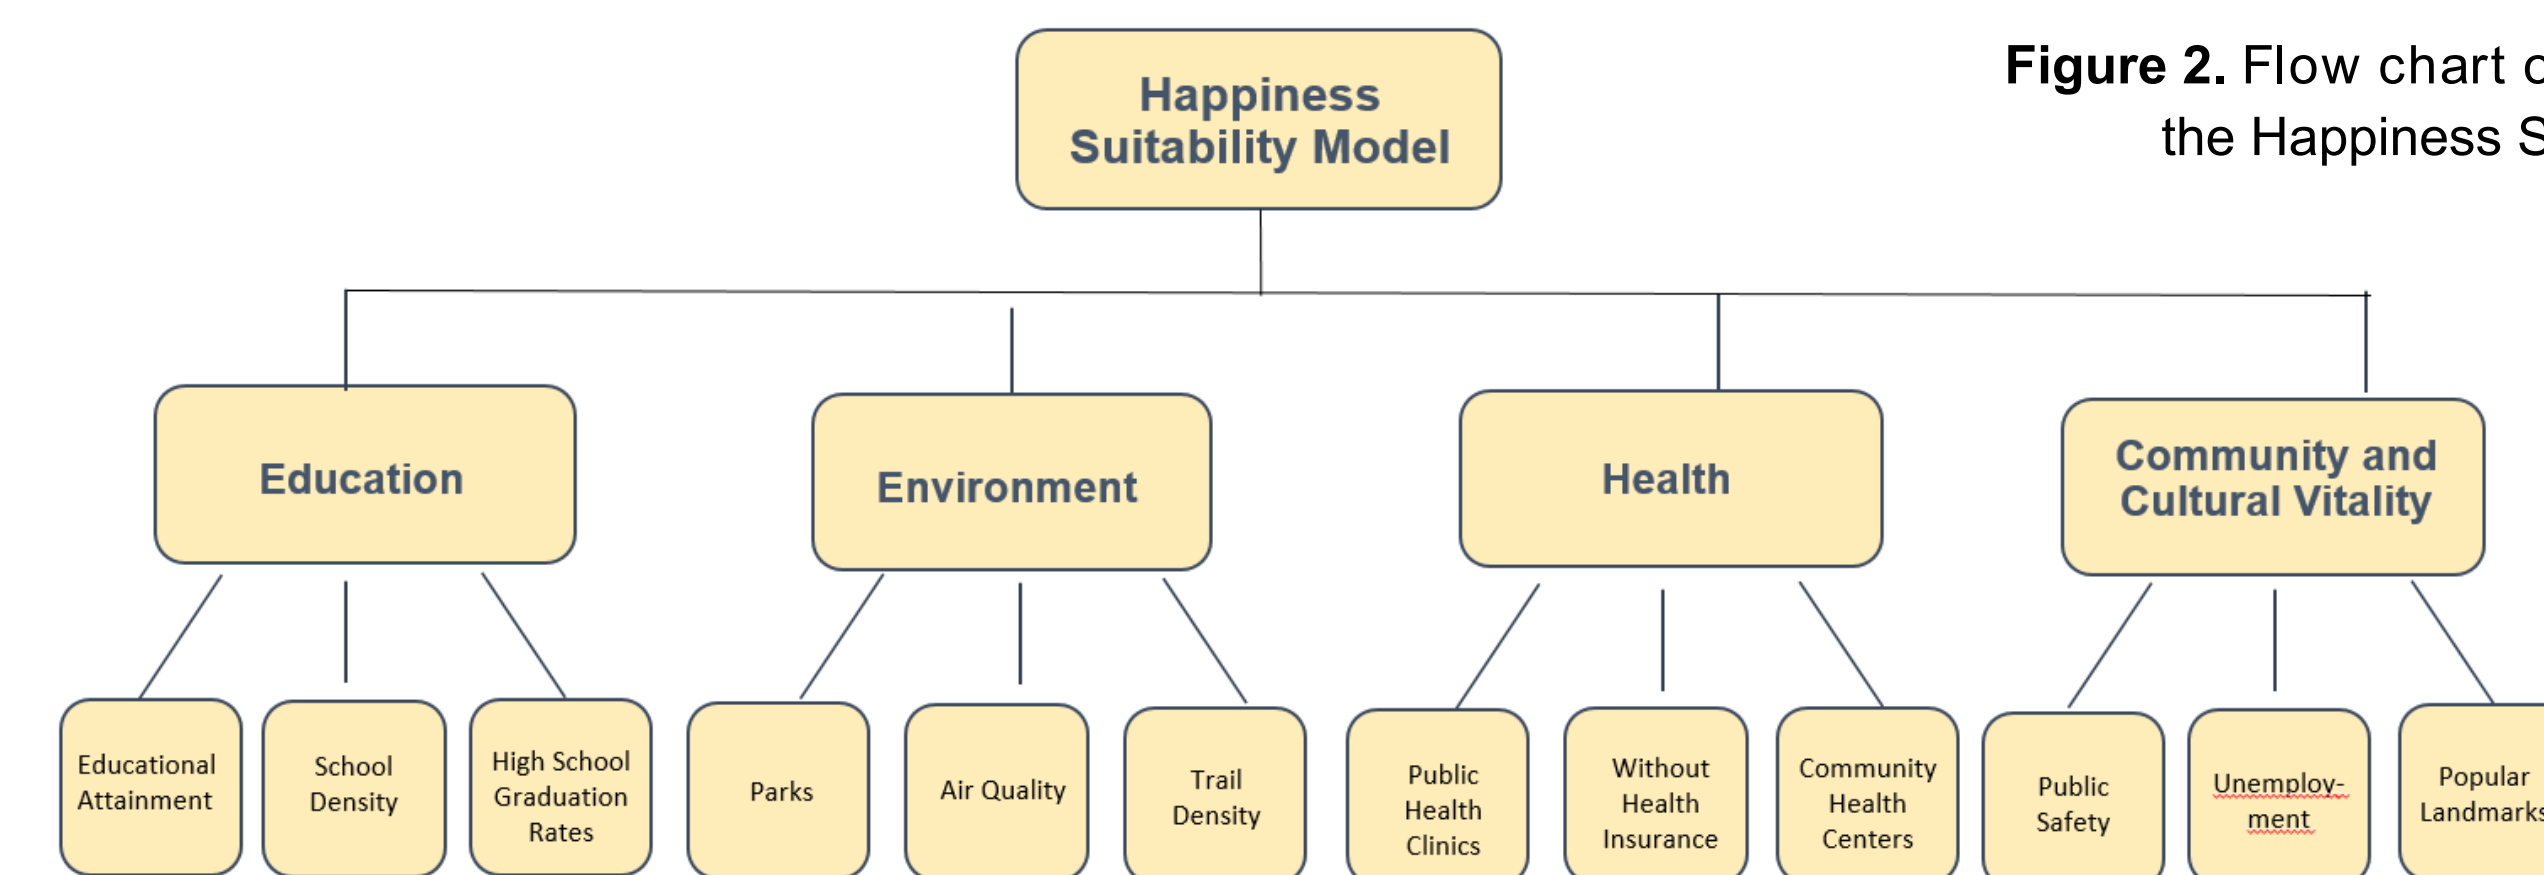 Happiness
Suitability Model
Figure 2. Flow chart
the Happiness
Education
Environment
Health
Community and
Cultural Vitality
Educational
Attainment
School
Density
High School
Graduation
Rates
Parks
Air Quality
Trail
Density
Public
Health
Clinics
Without
Health
Insurance
Community
Health
Centers
Public
Safety
Unemploy-
ment
Popular
Landmarks